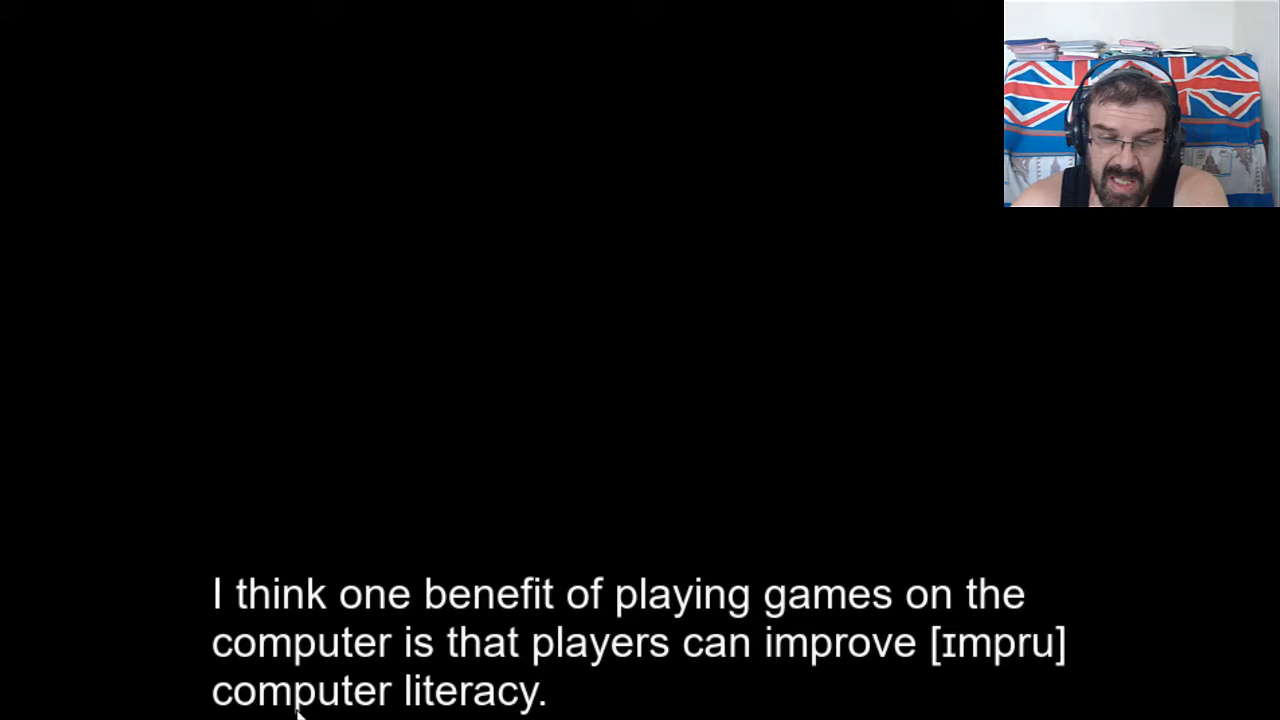 I think one benefit of playing games on the
computer is that players can improve [ɪmpru]
computer literacy.